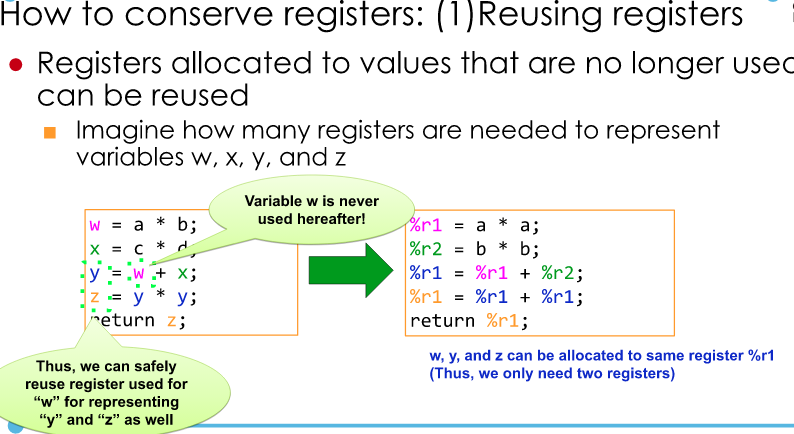 How to conserve registers: (1)Reusing registers
Registers allocated to values that are no longer used
can be reused
Imagine how many registers are needed to represent
variables w, x, y, and z
Variable w is never
used hereafter!
w = a * b;
x = c * d;
y = w + x;
z = y * y;
return z;
%r1 = a * a;
%r2 = b * b;
%r1 = %r1 + %r2;
%r1 = %r1 + %r1;
return %r1;
w, y, and z can be allocated to same register %r1
(Thus, we only need two registers)
Thus, we can safely
reuse register used for
“w” for representing
“y” and “z” as well